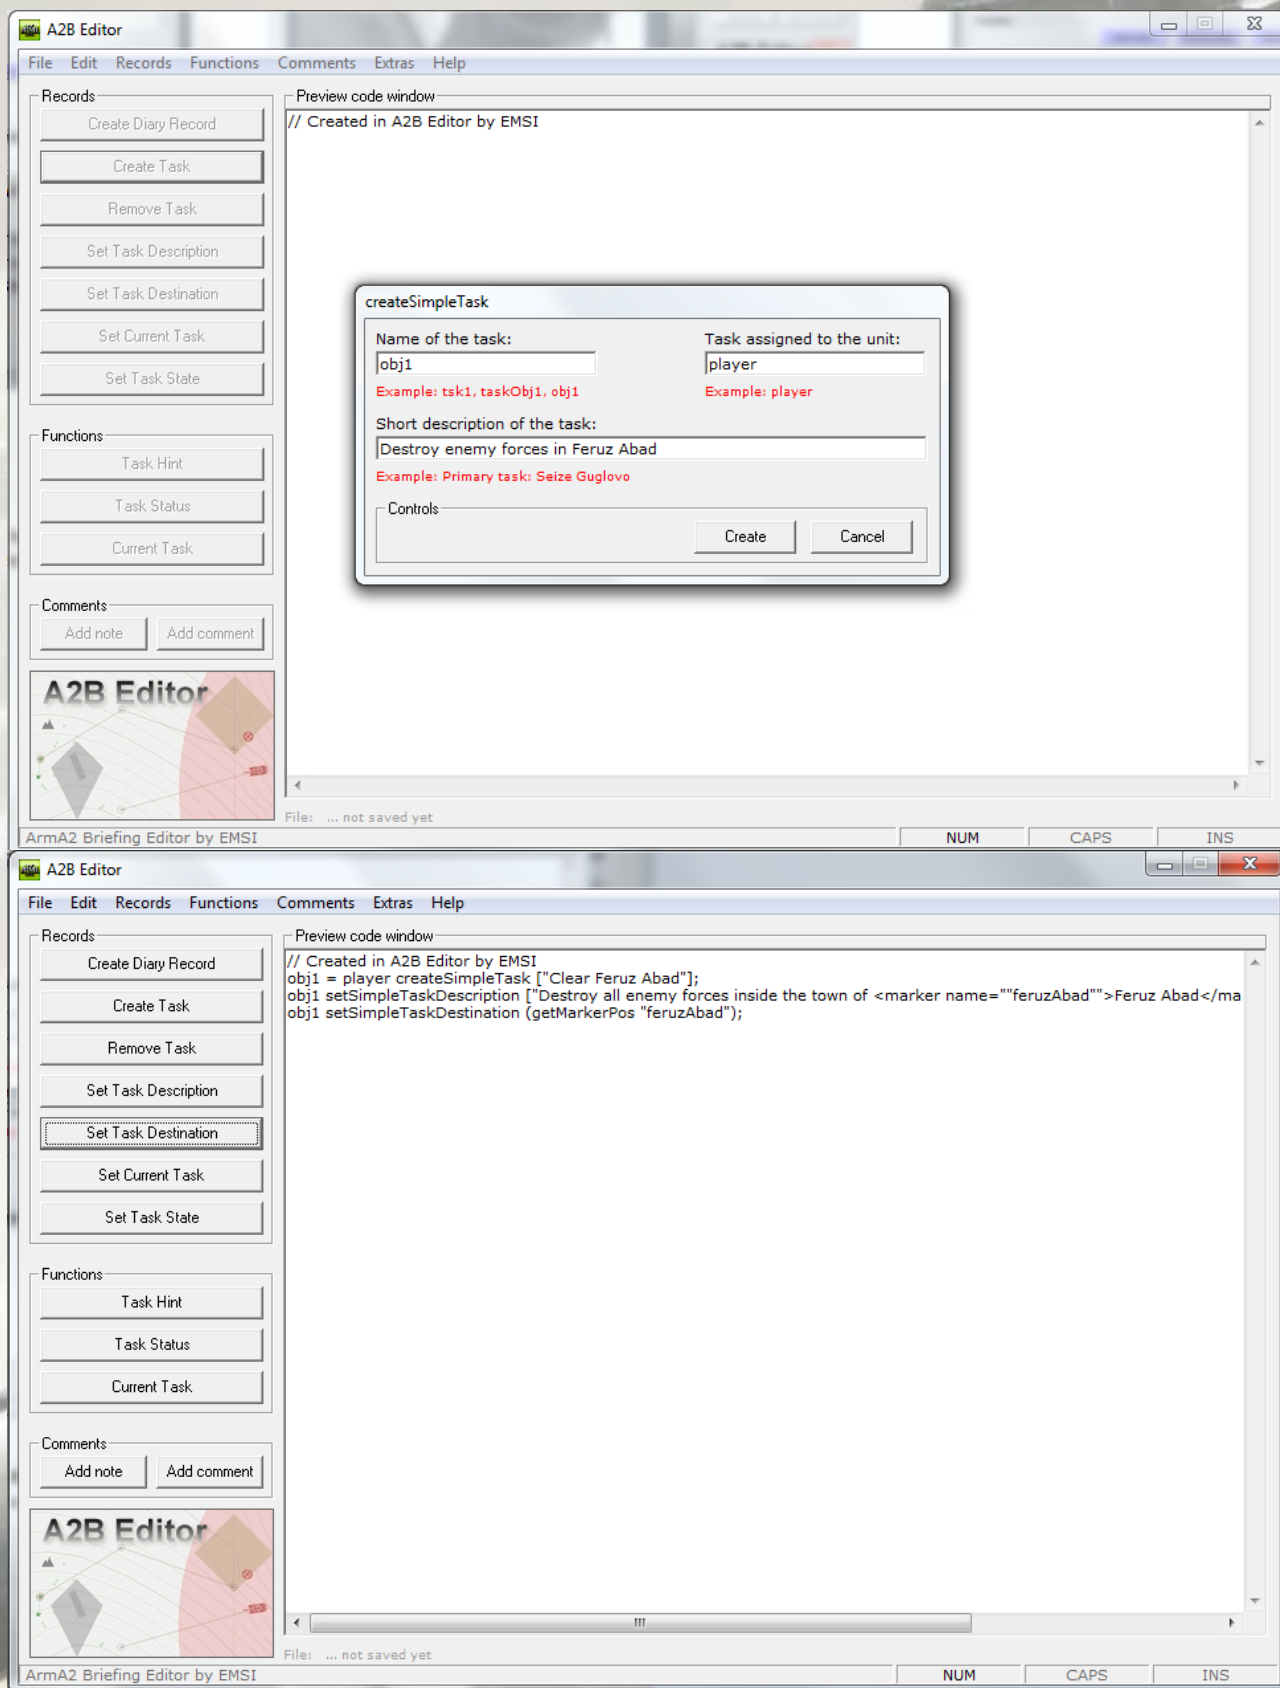 A2B Editor
File Edit Records Functions Comments Extras Help
Records
Create Diary Record
Create Task
Remove Task
Set Task Description
Set Task Destination
Set Current Task
Set Task State
Functions
Task Hint
Task Status
Current Task
Comments
Add note Add comment
A2B Editor
Preview code window
// Created in A2B Editor by EMSI
createSimpleTask
Name of the task: Task assigned to the unit:
obj1 player
Example: tsk1, taskObj1, obj1 Example: player
Short description of the task:
Destroy enemy forces in Feruz Abad
Example: Primary task: Seize Guglovo
Controls
Create Cancel
File: ... not saved yet
ArmA2 Briefing Editor by EMSI NUM CAPS INS
A2B Editor
File Edit Records Functions Comments Extras Help
Records
Create Diary Record
Create Task
Remove Task
Set Task Description
Set Task Destination
Set Current Task
Set Task State
Functions
Task Hint
Task Status
Current Task
Comments
Add note Add comment
A2B Editor
Preview code window
// Created in A2B Editor by EMSI
obj1 = player createSimpleTask ["Clear Feruz Abad"];
obj1 setSimpleTaskDescription ["Destroy all enemy forces inside the town of <marker name=""feruzAbad"">Feruz Abad</ma
obj1 setSimpleTaskDestination (getMarkerPos "feruzAbad");
File: ... not saved yet
ArmA2 Briefing Editor by EMSI NUM CAPS INS